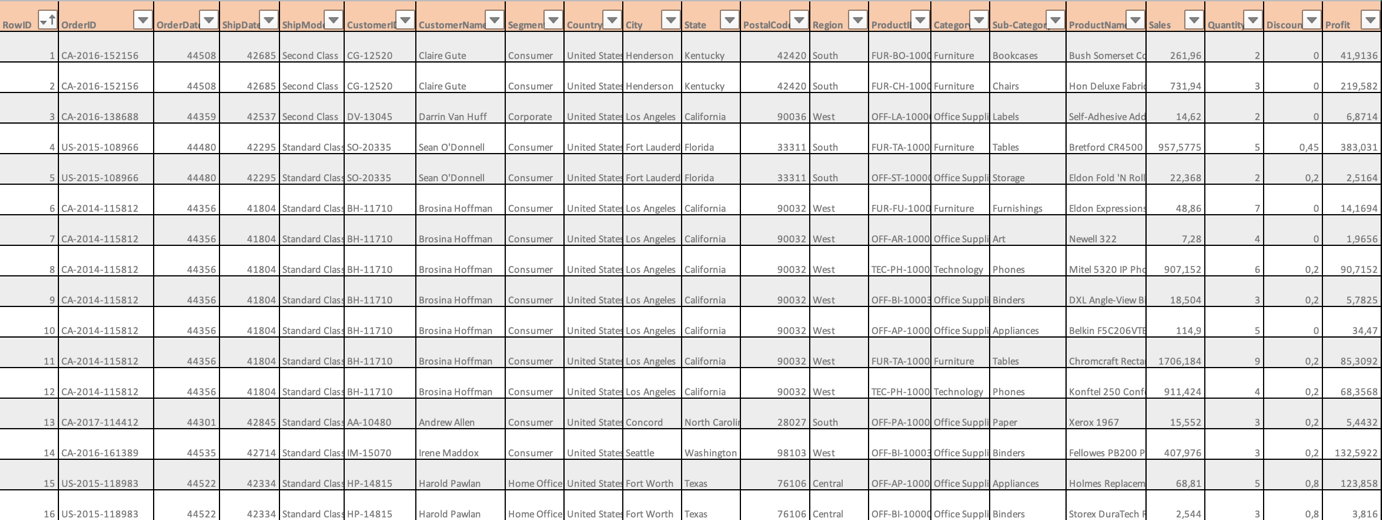 RowID OrderID OrderDat ShipDat ShipMod CustomerI CustomerName Segmen Country City State PostalCod Region ProductI Categor Sub-Categor ProductNam Sales Quantity Discoun Profit
1 CA-2016-152156 44508 42685 Second Class CG-12520 Claire Gute Consumer United States Henderson Kentucky 42420 South FUR-BO-1000 Furniture Bookcases Bush Somerset Co 261,96 2 0 41,9136
2 CA-2016-152156 44508 42685 Second Class CG-12520 Claire Gute Consumer United States Henderson Kentucky 42420 South FUR-CH-1000 Furniture Chairs Hon Deluxe Fabric 731,94 3 0 219,582
3 CA-2016-138688 44359 42537 Second Class DV-13045 Darrin Van Huff Corporate United States Los Angeles California 90036 West OFF-LA-1000 Office Suppli Labels Self-Adhesive Add 14,62 2 0 6,8714
4 US-2015-108966 44480 42295 Standard Class SO-20335 Sean O'Donnell Consumer United States Fort Lauderd Florida 33311 South FUR-TA-1000 Furniture Tables Bretford CR4500 957,5775 5 0,45 383,031
5 US-2015-108966 44480 42295 Standard Class SO-20335 Sean O'Donnell Consumer United States Fort Lauderd Florida 33311 South OFF-ST-1000 Office Suppli Storage Eldon Fold 'N Roll 22,368 2 0,2 2,5164
6 CA-2014-115812 44356 41804 Standard Class BH-11710 Brosina Hoffman Consumer United States Los Angeles California 90032 West FUR-FU-1000 Furniture Furnishings Eldon Expressions 48,86 7 0 14,1694
7 CA-2014-115812 44356 41804 Standard Class BH-11710 Brosina Hoffman Consumer United States Los Angeles California 90032 West OFF-AR-1000 Office Suppli Art Newell 322 7,28 4 0 1,9656
8 CA-2014-115812 44356 41804 Standard Class BH-11710 Brosina Hoffman Consumer United States Los Angeles California 90032 West TEC-PH-1000 Technology Phones Mitel 5320 IP Pho 907,152 6 0,2 90,7152
9 CA-2014-115812 44356 41804 Standard Class BH-11710 Brosina Hoffman Consumer United States Los Angeles California 90032 West OFF-BI-10003 Office Suppli Binders DXL Angle-View B 18,504 3 0,2 5,7825
10 CA-2014-115812 44356 41804 Standard Class BH-11710 Brosina Hoffman Consumer United States Los Angeles California 90032 West OFF-AP-1000 Office Suppli Appliances Belkin F5C206VTE 114,9 5 0 34,47
11 CA-2014-115812 44356 41804 Standard Class BH-11710 Brosina Hoffman Consumer United States Los Angeles California 90032 West FUR-TA-1000 Furniture Tables Chromcraft Recta 1706,184 9 0,2 85,3092
12 CA-2014-115812 44356 41804 Standard Class BH-11710 Brosina Hoffman Consumer United States Los Angeles California 90032 West TEC-PH-1000 Technology Phones Konftel 250 Conf 911,424 4 0,2 68,3568
13 CA-2017-114412 44301 42845 Standard Class AA-10480 Andrew Allen Consumer United States Concord North Carolin 28027 South OFF-PA-1000 Office Suppli Paper Xerox 1967 15,552 3 0,2 5,4432
14 CA-2016-161389 44535 42714 Standard Class IM-15070 Irene Maddox Consumer United States Seattle Washington 98103 West OFF-BI-10003 Office Suppli Binders Fellowes PB200 P 407,976 3 0,2 132,5922
15 US-2015-118983 44522 42334 Standard Class HP-14815 Harold Pawlan Home Office United States Fort Worth Texas 76106 Central OFF-AP-1000 Office Suppli Appliances Holmes Replacem 68,81 5 0,8 123,858
16 US-2015-118983 44522 42334 Standard Class HP-14815 Harold Pawlan Home Office United States Fort Worth Texas 76106 Central OFF-BI-10000 Office Suppli Binders Storex DuraTech R 2,544 3 0,8 3,816